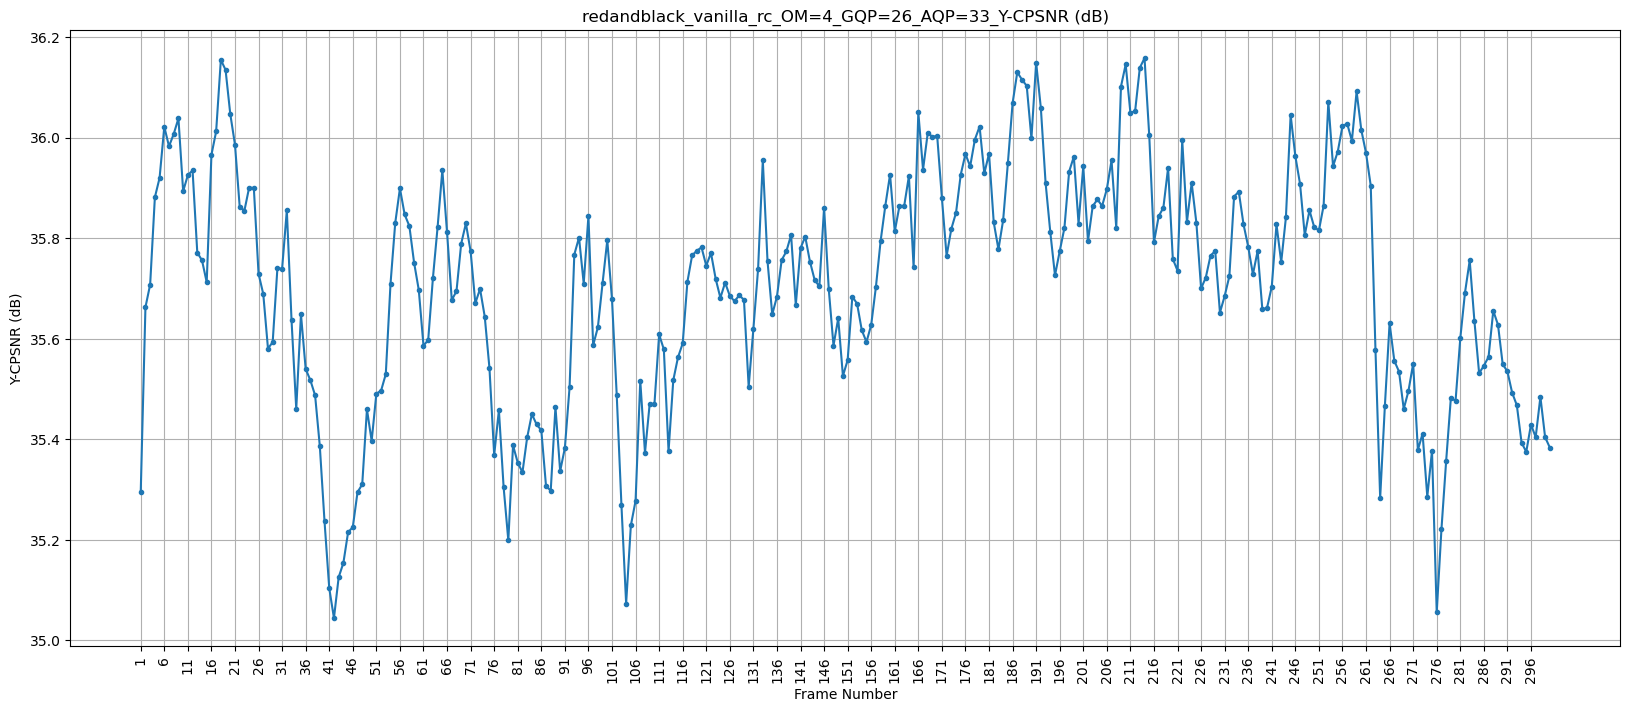 redandblack_vanilla_rc_OM=4_GQP=26_AQP=33_Y-CPSNR (dB)
Y-CPSNR (dB)
36.2
36.0
35.8
35.6
35.4
35.2
35.0
1 6 11 16 21 26 31 36 41 46 51 56 61 66 71 76 81 86 91 96 101 106 111 116 121 126 131 136 141 146 151 156 161 166 171 176 181 186 191 196 201 206 211 216 221 226 231 236 241 246 251 256 261 266 271 276 281 286 291 296
Frame Number